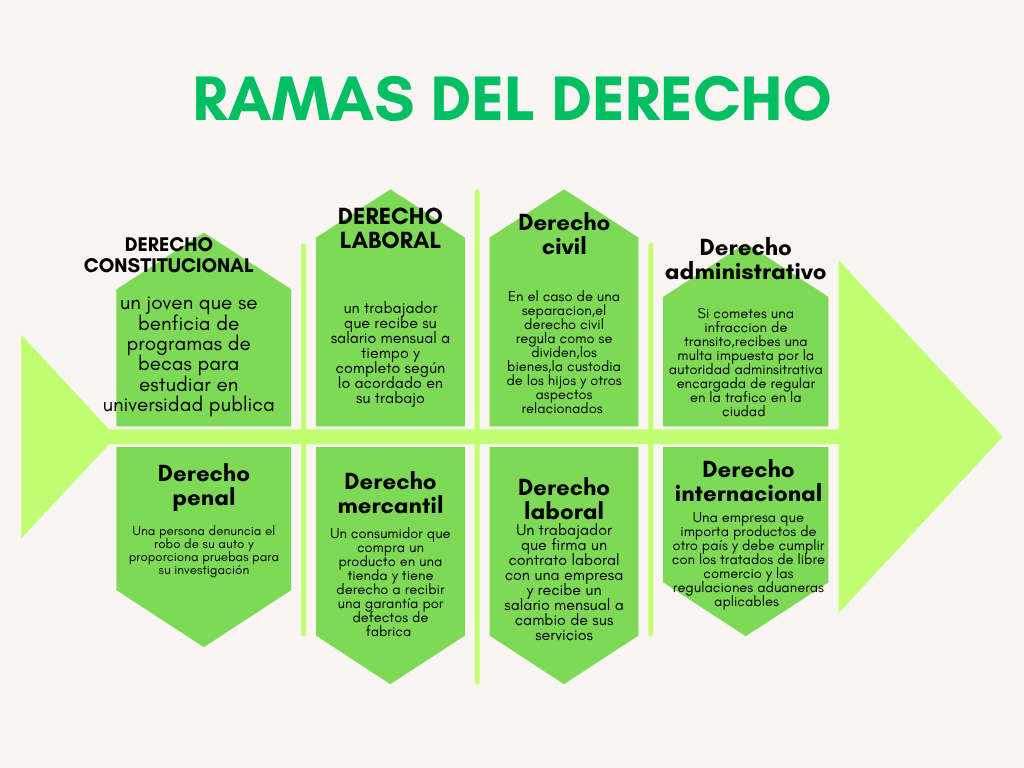 RAMAS DEL DERECHO
DERECHO
CONSTITUCIONAL
un joven que se
benficia de
programas de
becas para
estudiar en
universidad publica
DERECHO
LABORAL
un trabajador
que recibe su
salario mensual a
tiempo y
completo según
lo acordado en
su trabajo
Derecho
civil
En el caso de una
separacion,el
derecho civil
regula como se
dividen,los
bienes,la custodia
de los hijos y otros
aspectos
relacionados
Derecho
administrativo
Si cometes una
infraccion de
transito,recibes una
multa impuesta por la
autoridad adminsitrativa
encargada de regular
en la trafico en la
ciudad
Derecho
penal
Una persona denuncia el
robo de su auto y
proporciona pruebas para
su investigación
Derecho
mercantil
Un consumidor que
compra un
producto en una
tienda y tiene
derecho a recibir
una garantía por
defectos de
fabrica
Derecho
laboral
Un trabajador
que firma un
contrato laboral
con una empresa
y recibe un
salario mensual a
cambio de sus
servicios
Derecho
internacional
Una empresa que
importa productos de
otro país y debe cumplir
con los tratados de libre
comercio y las
regulaciones aduaneras
aplicables